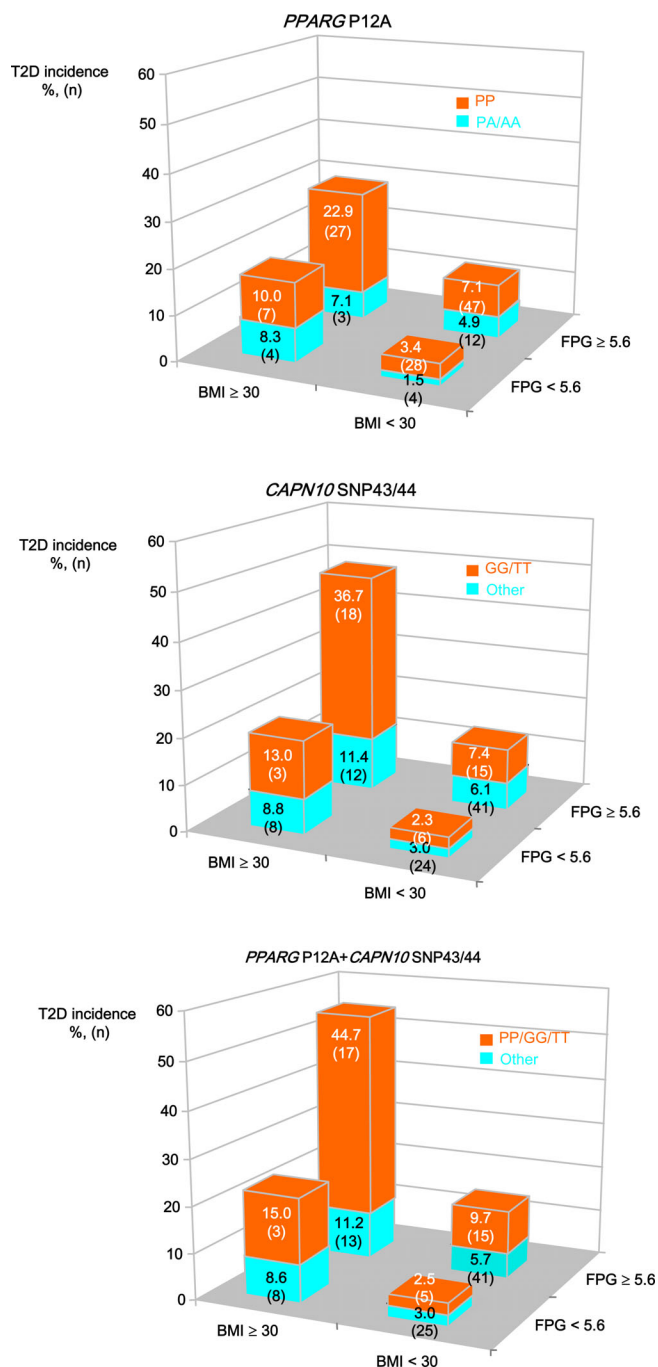 PPARG P12A
T2D incidence
%, (n)
60
50
40
30
20
10
0
PP
PA/AA
22.9
(27)
7.1
(3)
10.0
(7)
8.3
(4)
7.1
(47)
4.9
(12)
3.4
(28)
1.5
(4)
FPG ≥ 5.6
FPG < 5.6
BMI ≥ 30
BMI < 30
CAPN10 SNP43/44
T2D incidence
%, (n)
60
50
40
30
20
10
0
GG/TT
Other
36.7
(18)
11.4
(12)
13.0
(3)
8.8
(8)
7.4
(15)
6.1
(41)
2.3
(6)
3.0
(24)
FPG ≥ 5.6
FPG < 5.6
BMI ≥ 30
BMI < 30
PPARG P12A+CAPN10 SNP43/44
T2D incidence
%, (n)
60
50
40
30
20
10
0
PP/GG/TT
Other
44.7
(17)
11.2
(13)
15.0
(3)
8.6
(8)
9.7
(15)
5.7
(41)
2.5
(5)
3.0
(25)
FPG ≥ 5.6
FPG < 5.6
BMI ≥ 30
BMI < 30